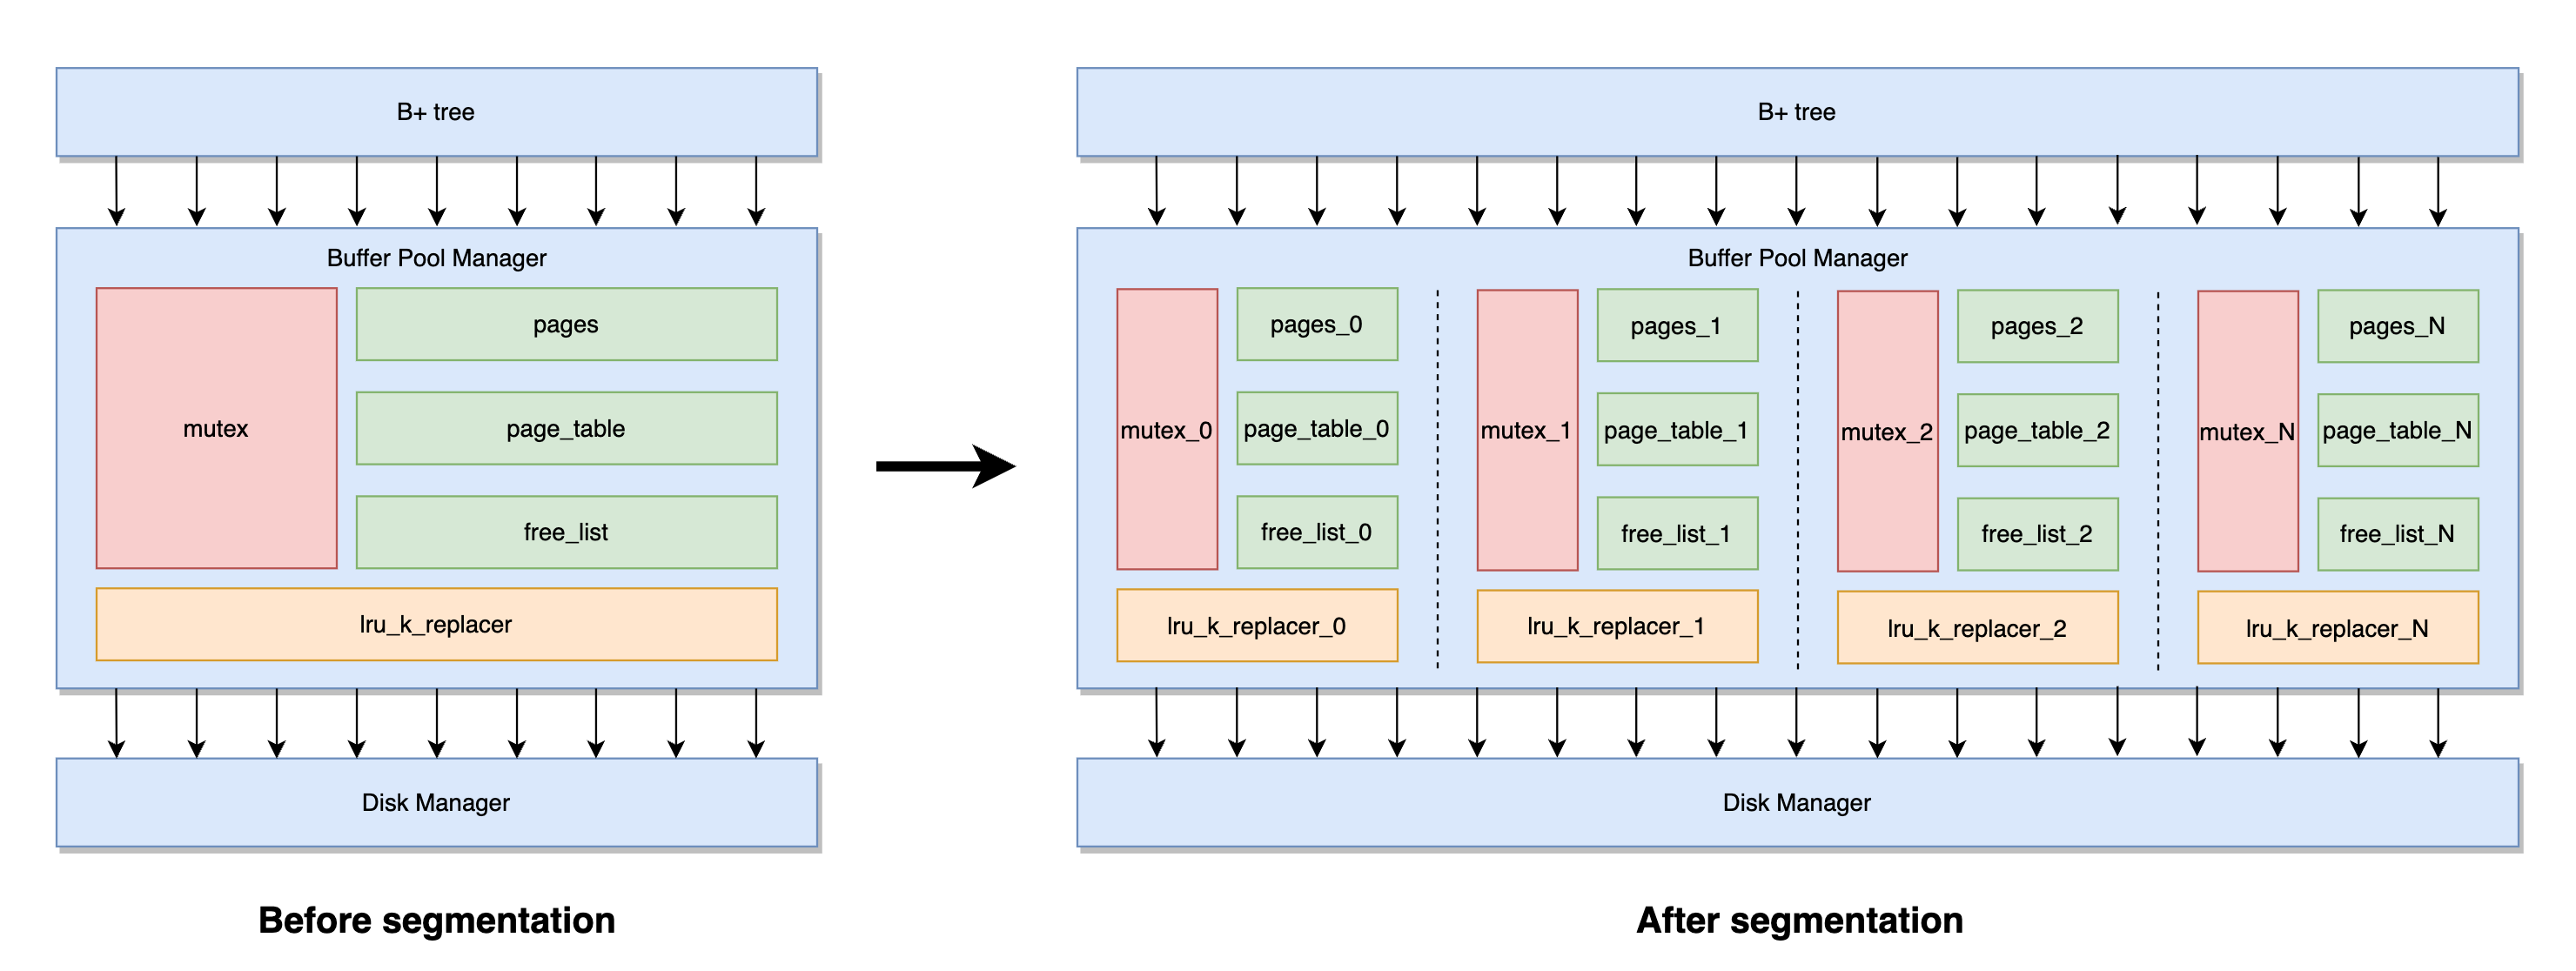 B+ tree
Buffer Pool Manager
mutex
pages
page_table
free_list
lru_k_replacer
Disk Manager
Before segmentation
B+ tree
Buffer Pool Manager
mutex_0
pages_0
page_table_0
free_list_0
lru_k_replacer_0
mutex_1
pages_1
page_table_1
free_list_1
lru_k_replacer_1
mutex_2
pages_2
page_table_2
free_list_2
lru_k_replacer_2
mutex_N
pages_N
page_table_N
free_list_N
lru_k_replacer_N
Disk Manager
After segmentation